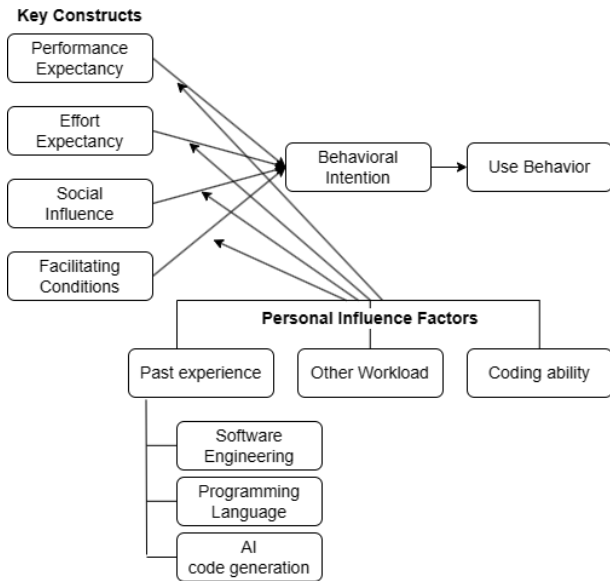 Key Constructs
Performance
Expectancy
Effort
Expectancy
Social
Influence
Facilitating
Conditions
Behavioral
Intention
Use Behavior
Personal Influence Factors
Past experience
Other Workload
Coding ability
Software
Engineering
Programming
Language
AI
code generation